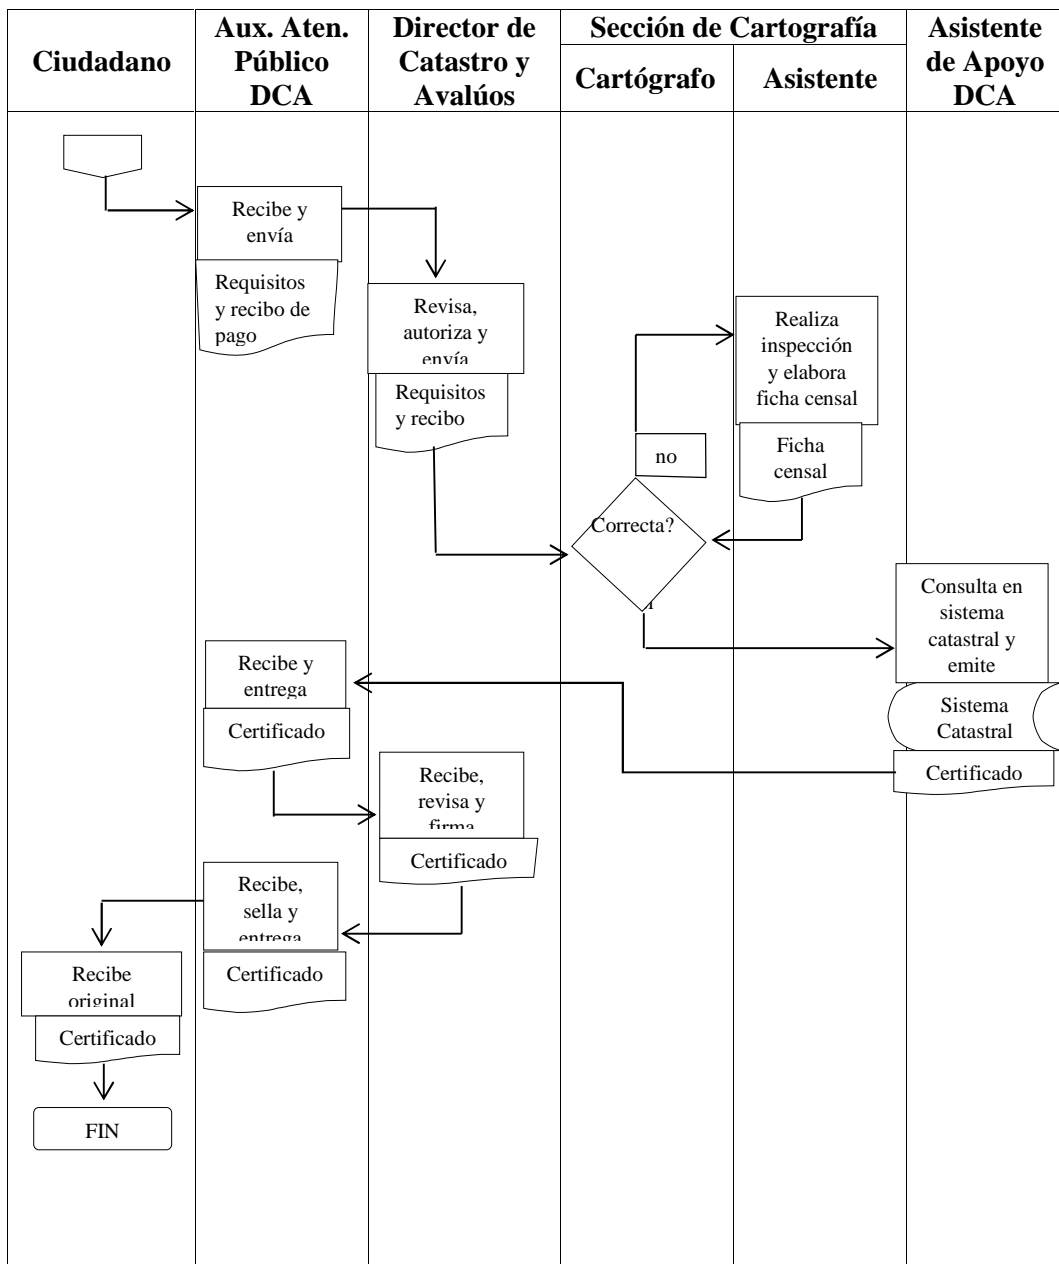 Ciudadano
Aux. Aten.
Público
DCA
Director de
Catastro y
Avalúos
Sección de Cartografía
Cartógrafo
Asistente
Asistente
de Apoyo
DCA
Recibe y
envía
Requisitos
y recibo de
pago
Revisa,
autoriza y
envía
Requisitos
y recibo
Realiza
inspección
y elabora
ficha censal
Ficha
censal
no
Correcta?
Consulta en
sistema
catastral y
emite
Sistema
Catastral
Certificado
Recibe y
entrega
Certificado
Recibe,
revisa y
firma
Certificado
Recibe,
sella y
entrega
Certificado
Recibe
original
Certificado
FIN